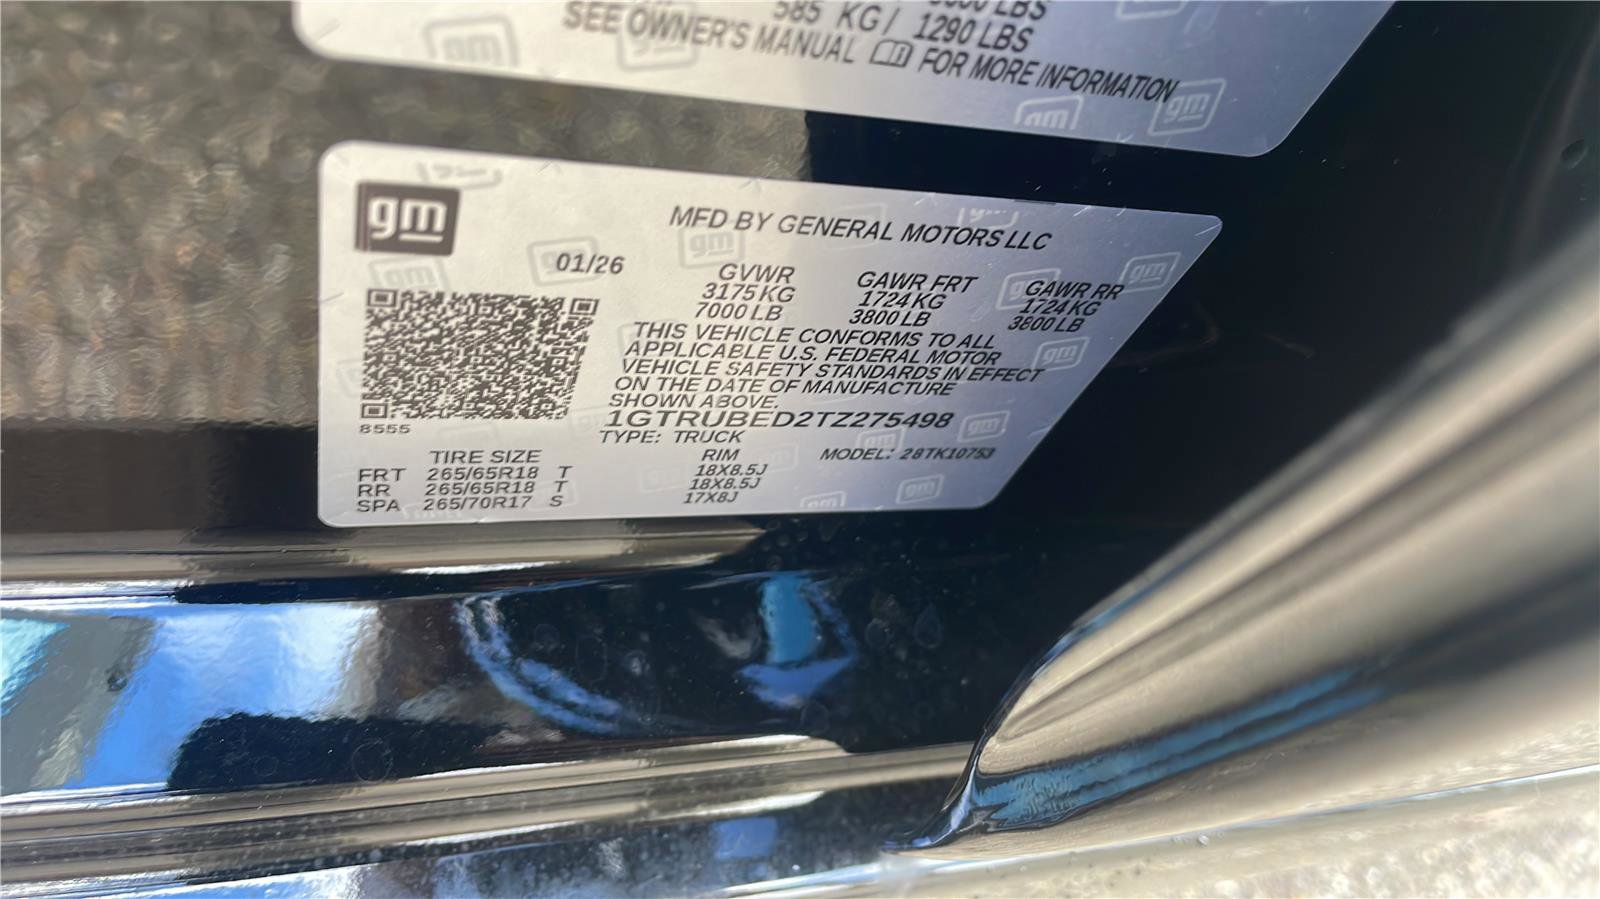 585 KG/ 1290 LBS
SEE OWNER'S MANUAL FOR MORE INFORMATION
gm
MFD BY GENERAL MOTORS LLC
01/26
GVWR GAWR FRT GAWR RR
3175 KG 1724 KG 1724 KG
7000 LB 3800 LB 3800 LB
THIS VEHICLE CONFORMS TO ALL
APPLICABLE U.S. FEDERAL MOTOR
VEHICLE SAFETY STANDARDS IN EFFECT
ON THE DATE OF MANUFACTURE
SHOWN ABOVE.
1GTRUBED2TZ275498
8555
TYPE: TRUCK
TIRE SIZE RIM MODEL: 28TK10753
FRT 265/65R18 T 18X8.5J
RR 265/65R18 T 18X8.5J
SPA 265/70R17 S 17X8J